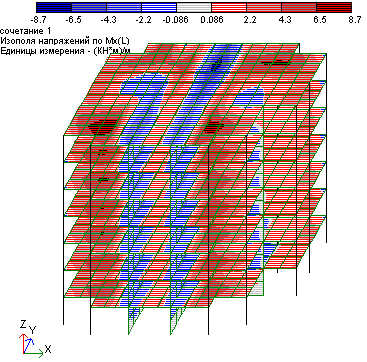 -8.7 -6.5 -4.3 -2.2 -0.086 0.086 2.2 4.3 6.5 8.7
сочетание 1
Изополя напряжений по Mx(L)
Единицы измерения - (КН*м)/м
Z
Y
X